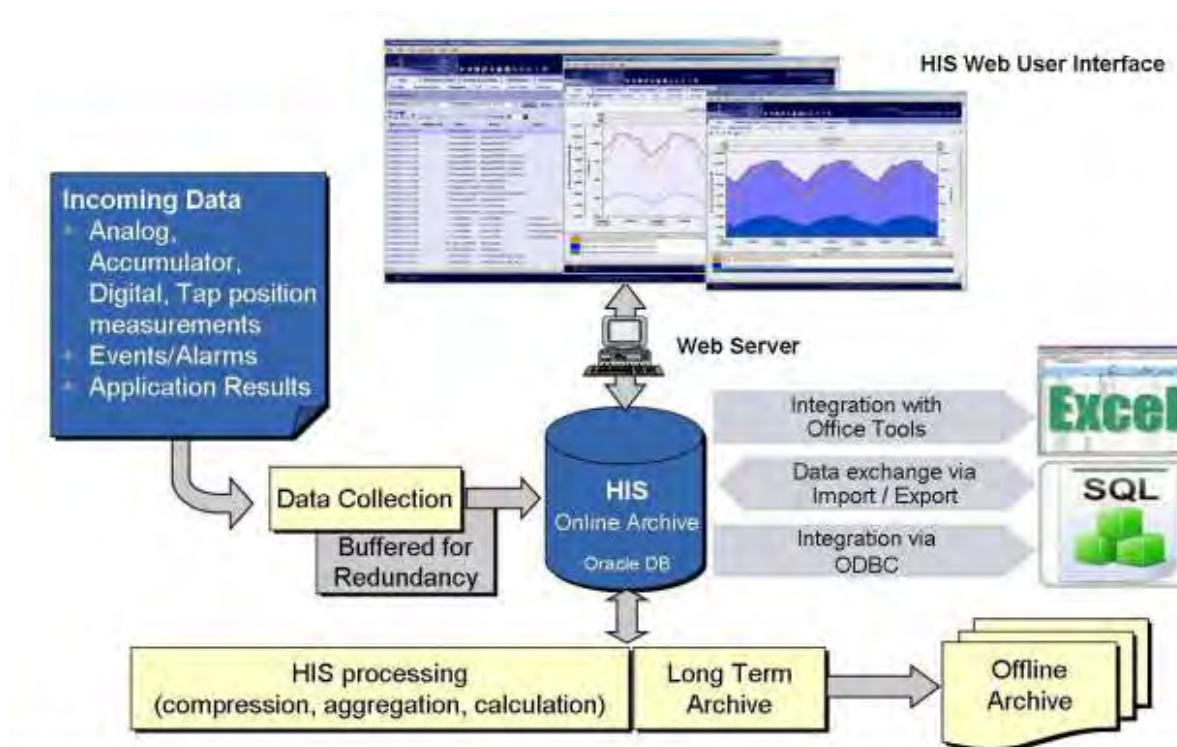 HIS Web User Interface
Incoming Data
Analog,
Accumulator,
Digital, Tap position
measurements
Events/Alarms
Application Results
Web Server
Integration with
Office Tools
Excel
Data Collection
HIS
Online Archive
Oracle DB
Data exchange via
Import / Export
SQL
Buffered for
Redundancy
Integration via
ODBC
HIS processing
(compression, aggregation, calculation)
Long Term
Archive
Offline
Archive